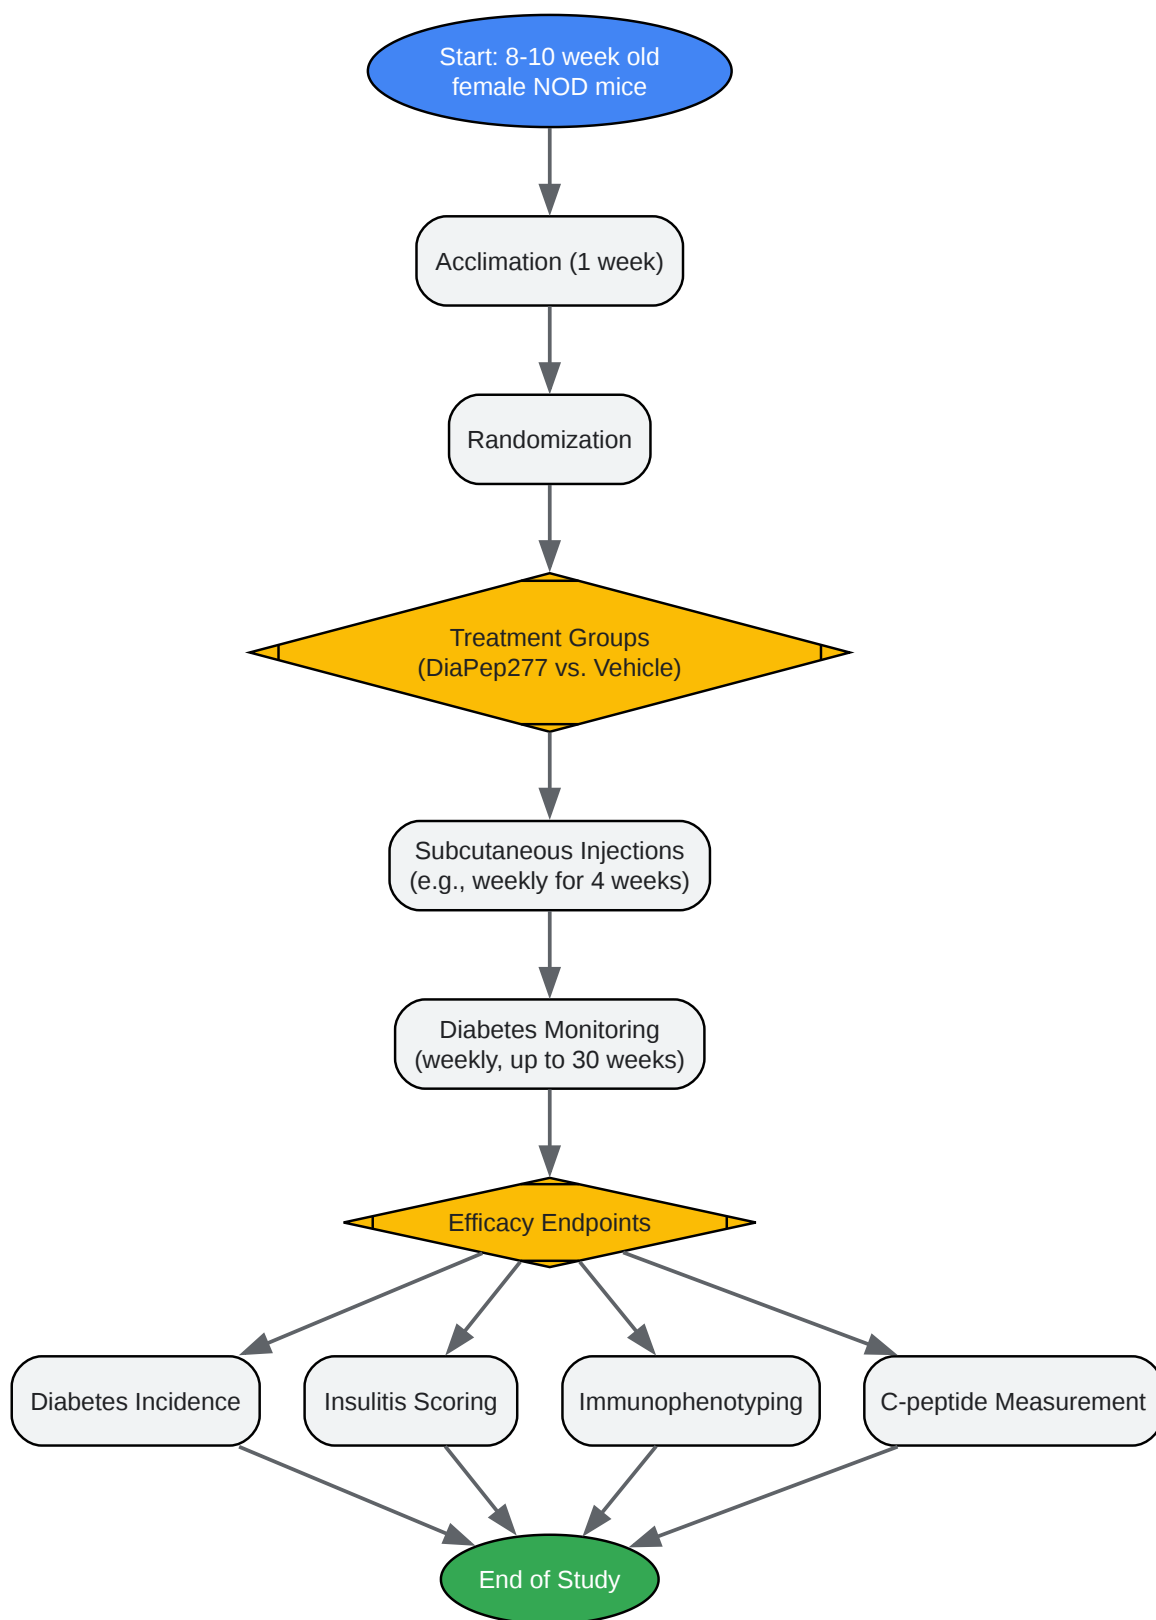 Start: 8-10 week old
female NOD mice
Acclimation (1 week)
Randomization
Treatment Groups
(DiaPep277 vs. Vehicle)
Subcutaneous Injections
(e.g., weekly for 4 weeks)
Diabetes Monitoring
(weekly, up to 30 weeks)
Efficacy Endpoints
Diabetes Incidence
Insulitis Scoring
Immunophenotyping
C-peptide Measurement
End of Study